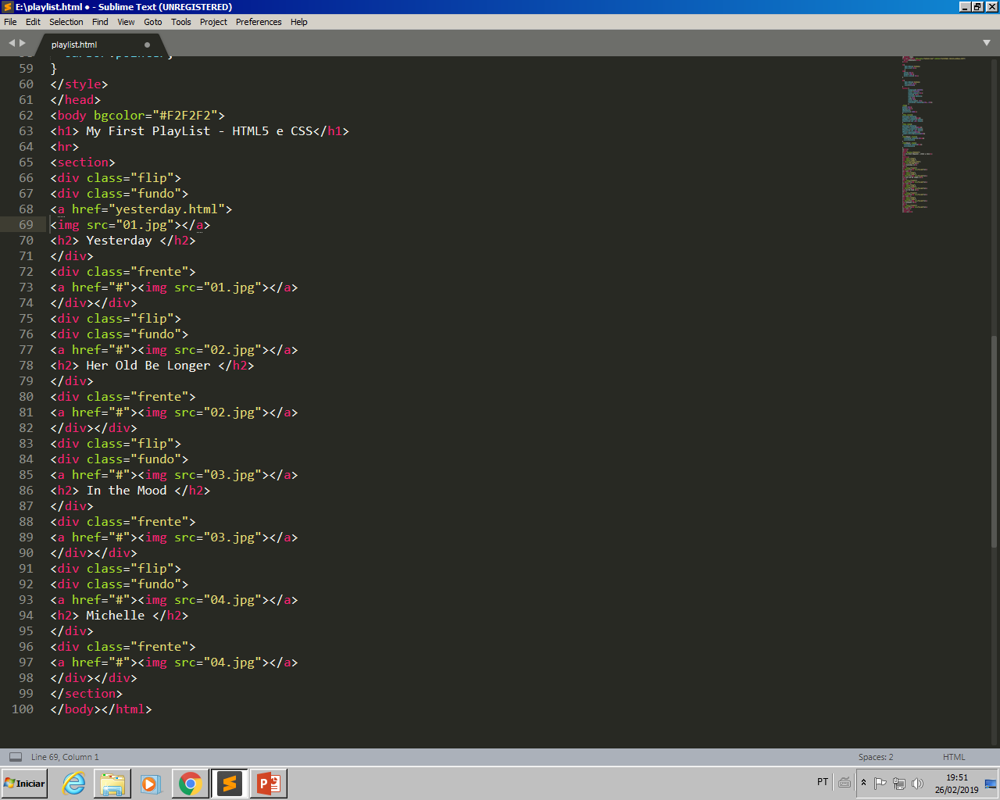 E:\playlist.html • - Sublime Text (UNREGISTERED)
File Edit Selection Find View Goto Tools Project Preferences Help
playlist.html
59 }
60 </style>
61 </head>
62 <body bgcolor="#F2F2F2">
63 <h1> My First PlayList - HTML5 e CSS</h1>
64 <hr>
65 <section>
66 <div class="flip">
67 <div class="fundo">
68 <a href="yesterday.html">
69 <img src="01.jpg"></a>
70 <h2> Yesterday </h2>
71 </div>
72 <div class="frente">
73 <a href="#"><img src="01.jpg"></a>
74 </div></div>
75 <div class="flip">
76 <div class="fundo">
77 <a href="#"><img src="02.jpg"></a>
78 <h2> Her Old Be Longer </h2>
79 </div>
80 <div class="frente">
81 <a href="#"><img src="02.jpg"></a>
82 </div></div>
83 <div class="flip">
84 <div class="fundo">
85 <a href="#"><img src="03.jpg"></a>
86 <h2> In the Mood </h2>
87 </div>
88 <div class="frente">
89 <a href="#"><img src="03.jpg"></a>
90 </div></div>
91 <div class="flip">
92 <div class="fundo">
93 <a href="#"><img src="04.jpg"></a>
94 <h2> Michelle </h2>
95 </div>
96 <div class="frente">
97 <a href="#"><img src="04.jpg"></a>
98 </div></div>
99 </section>
100 </body></html>
Line 69, Column 1 Spaces: 2 HTML
Iniciar PT 19:51
26/02/2019